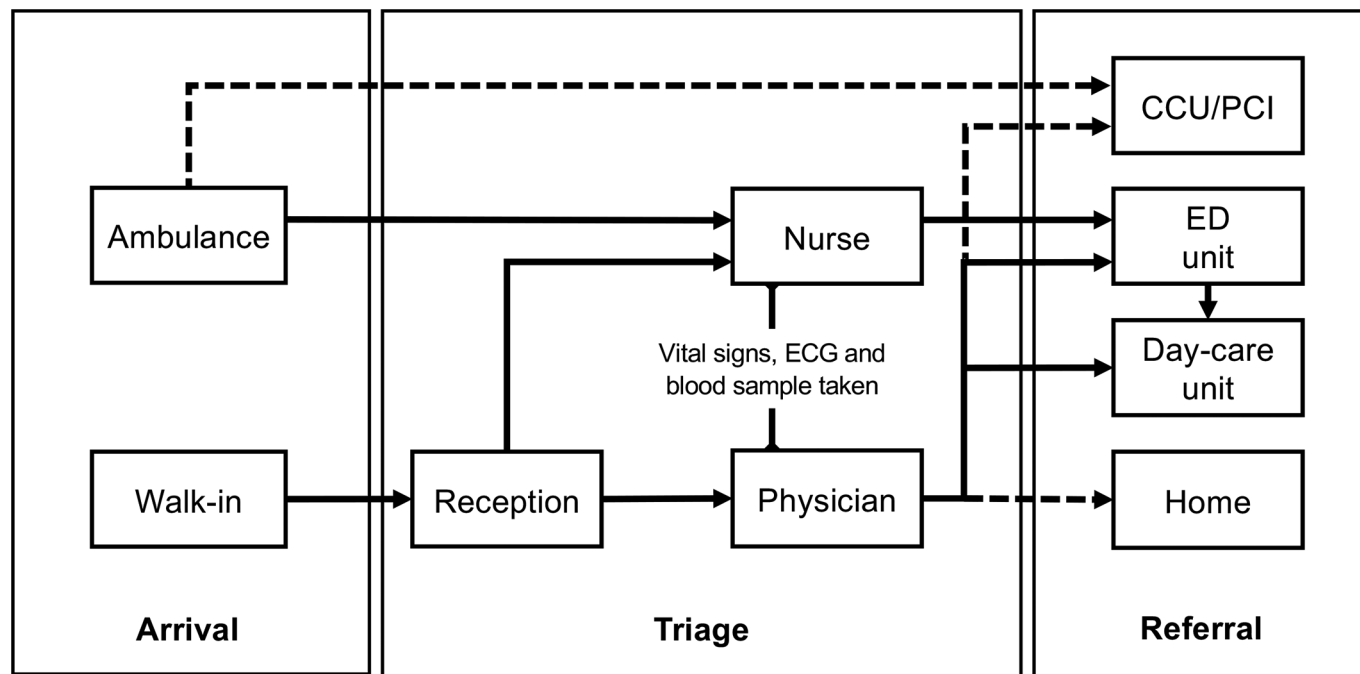 CCU/PCI
Ambulance
Nurse
ED
unit
Vital signs, ECG and
blood sample taken
Day-care
unit
Walk-in
Reception
Physician
Home
Arrival
Triage
Referral